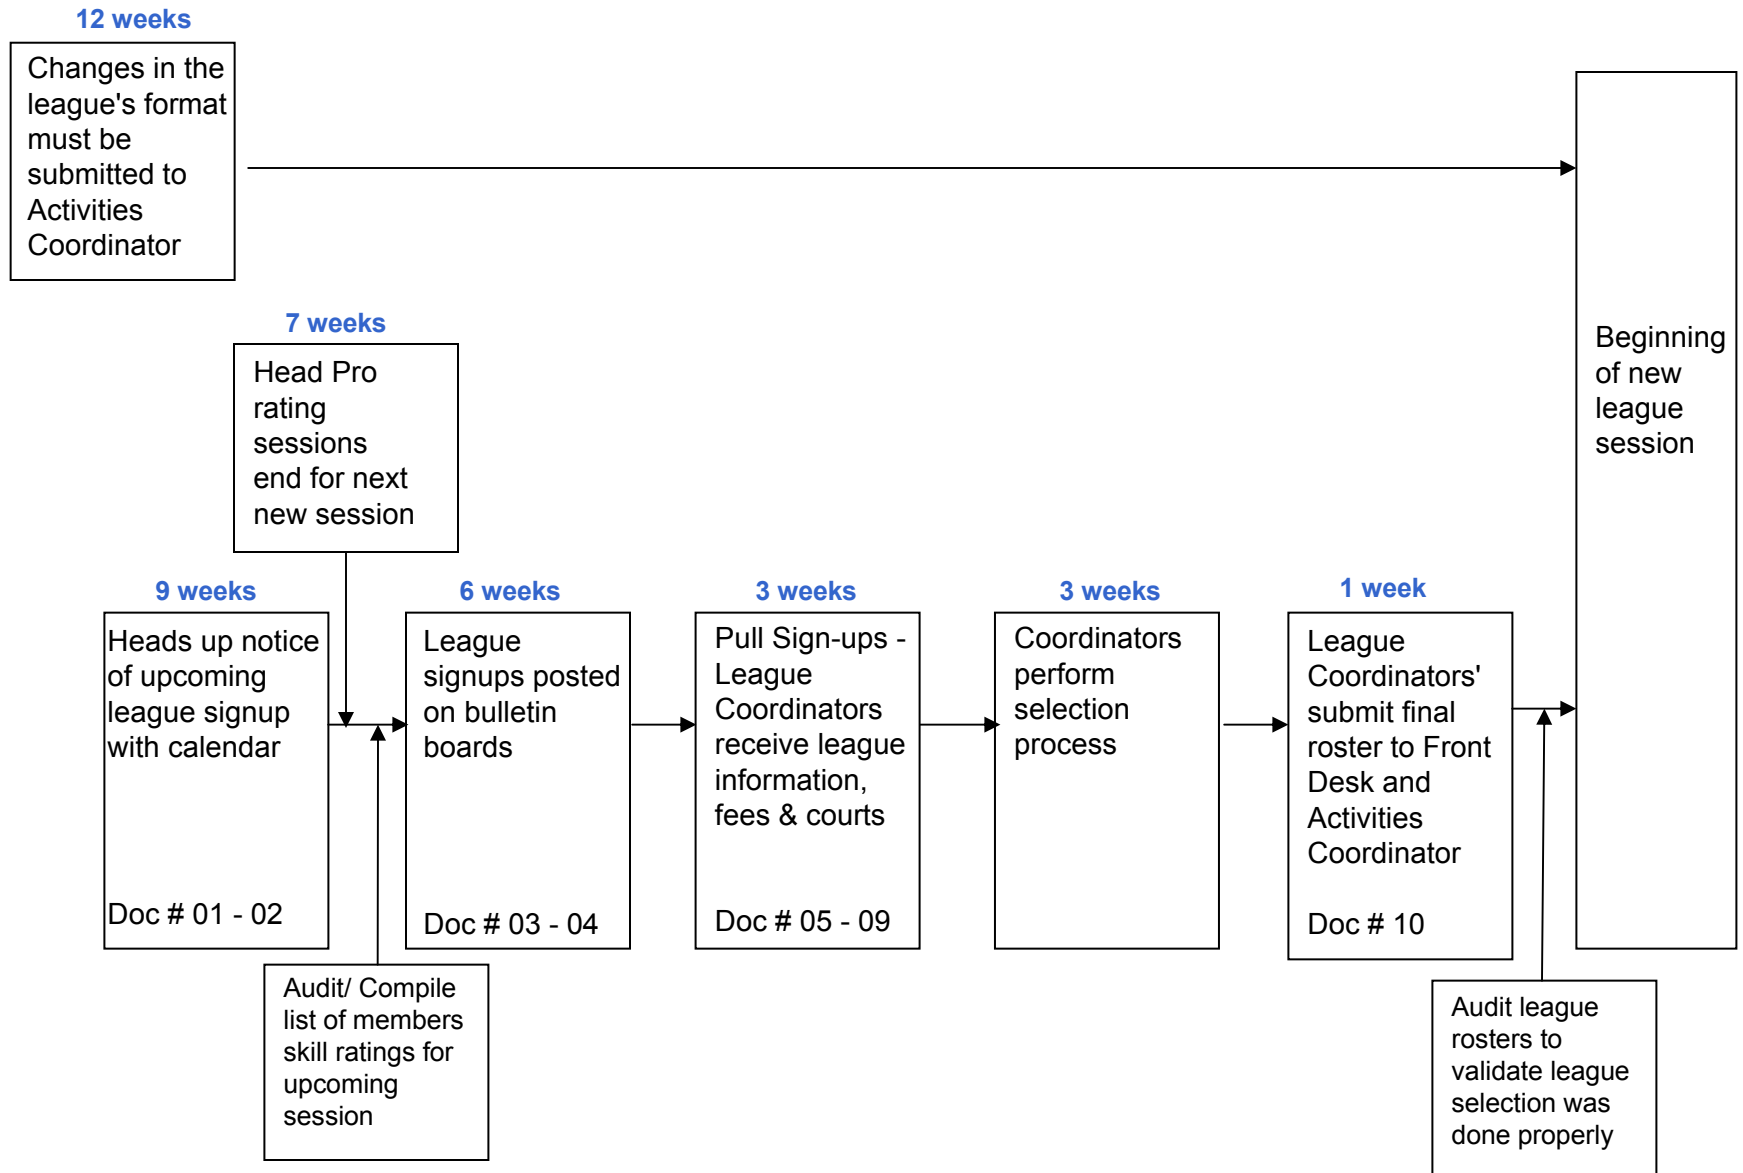 12 weeks
Changes in the
league's format
must be
submitted to
Activities
Coordinator
Beginning
of new
league
session
7 weeks
Head Pro
rating
sessions
end for next
new session
9 weeks
Heads up notice
of upcoming
league signup
with calendar
Doc # 01 - 02
6 weeks
League
signups posted
on bulletin
boards
Doc # 03 - 04
3 weeks
Pull Sign-ups -
League
Coordinators
receive league
information,
fees & courts
Doc # 05 - 09
3 weeks
Coordinators
perform
selection
process
1 week
League
Coordinators'
submit final
roster to Front
Desk and
Activities
Coordinator
Doc # 10
Audit/ Compile
list of members
skill ratings for
upcoming
session
Audit league
rosters to
validate league
selection was
done properly